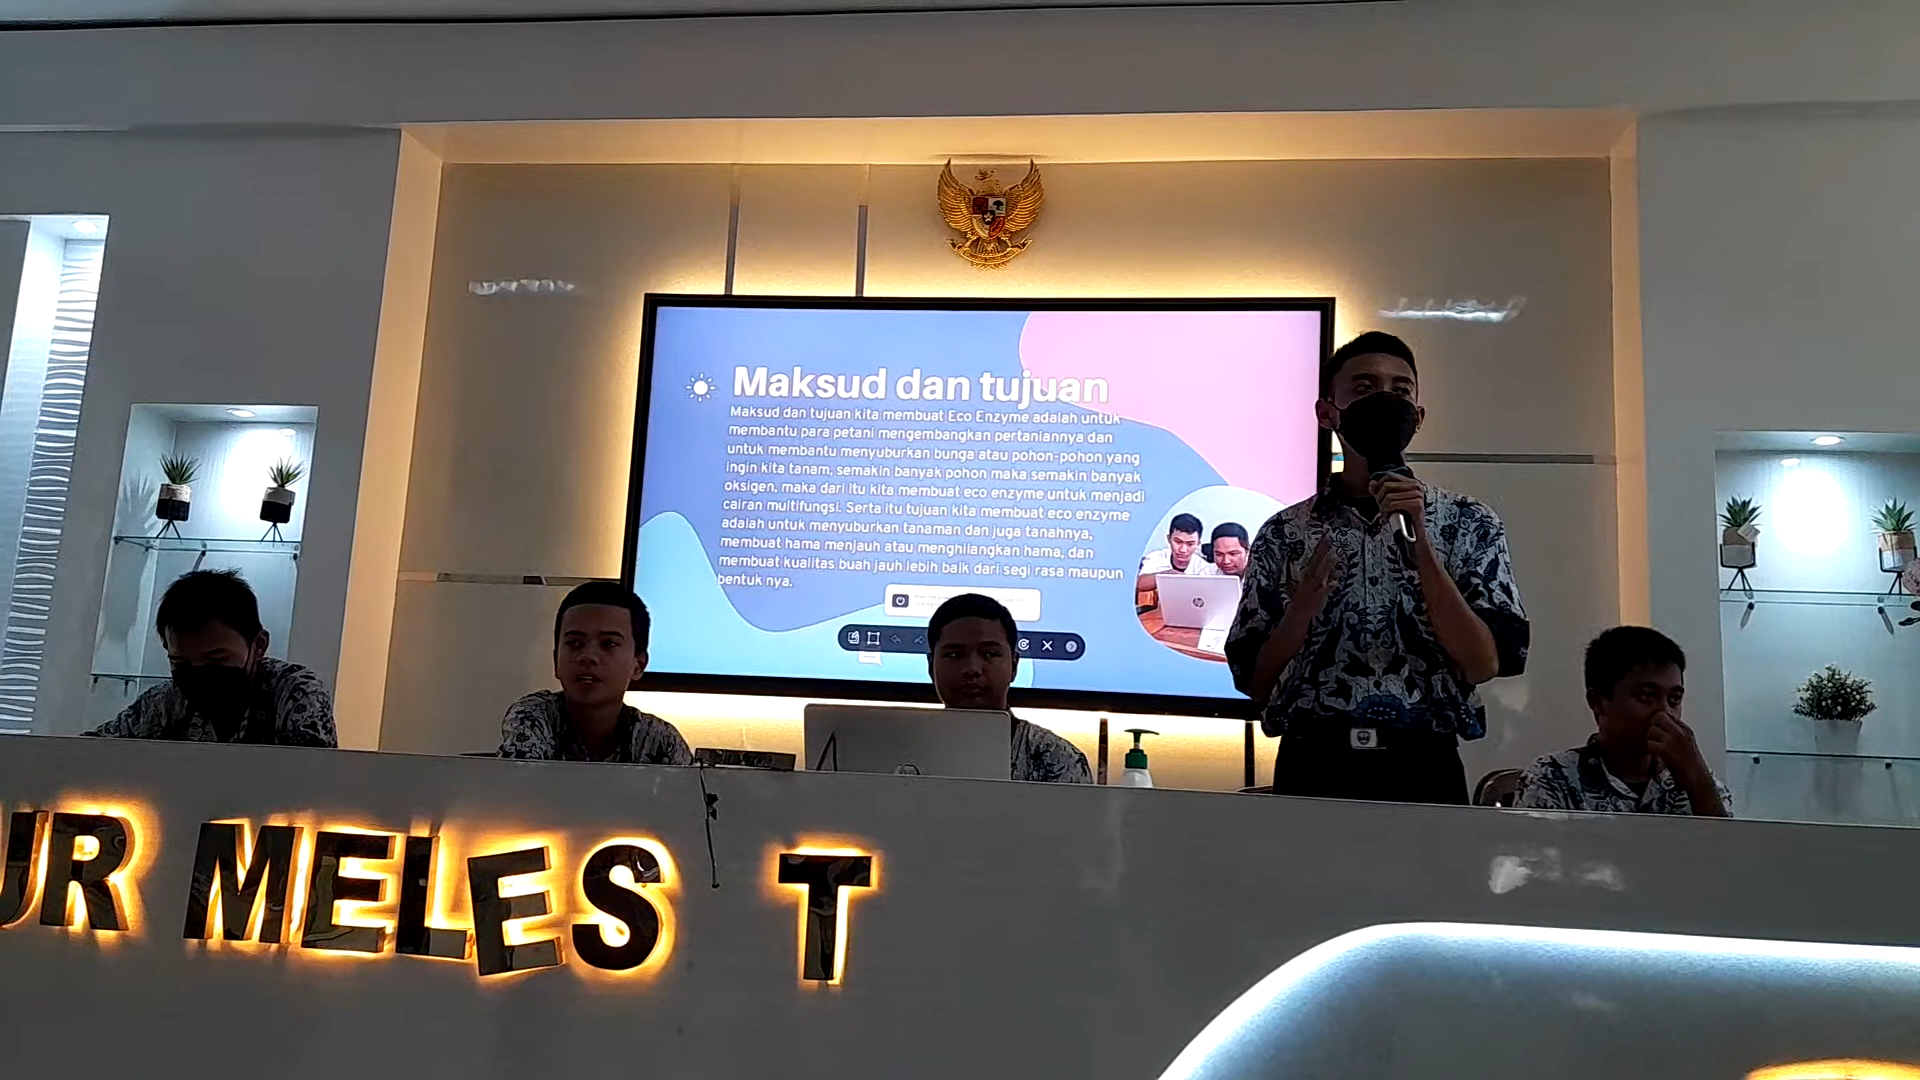 Maksud dan tujuan
Maksud dan tujuan kita membuat Eco Enzyme adalah untuk
membantu para petani mengembangkan pertaniannya dan
untuk membantu menyuburkan bunga atau pohon-pohon yang
ingin kita tanam, semakin banyak pohon maka semakin banyak
oksigen, maka dari itu kita membuat eco enzyme untuk menjadi
cairan multifungsi. Serta itu tujuan kita membuat eco enzyme
adalah untuk menyuburkan tanaman dan juga tanahnya,
membuat hama menjauh atau menghilangkan hama, dan
membuat kualitas buah jauh lebih baik dari segi rasa maupun
bentuk nya.
UR MELES T